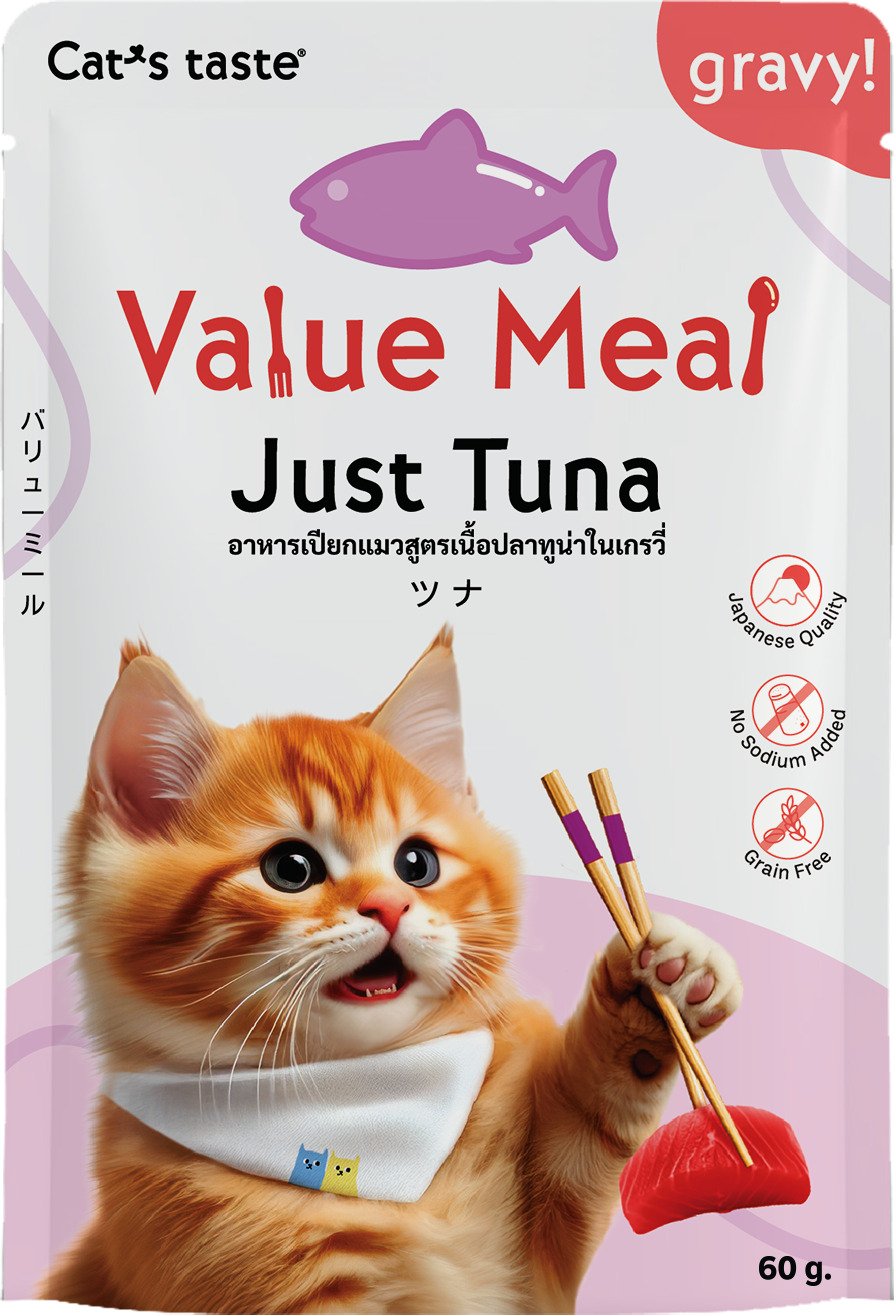 Cat's taste®
gravy!
Value Meal
Just Tuna
อาหารเปียกแมวสูตรเนื้อปลาทูน่าในเกรวี่
ツナ
バリューミール
Japanese Quality
No Sodium Added
Grain Free
60 g.